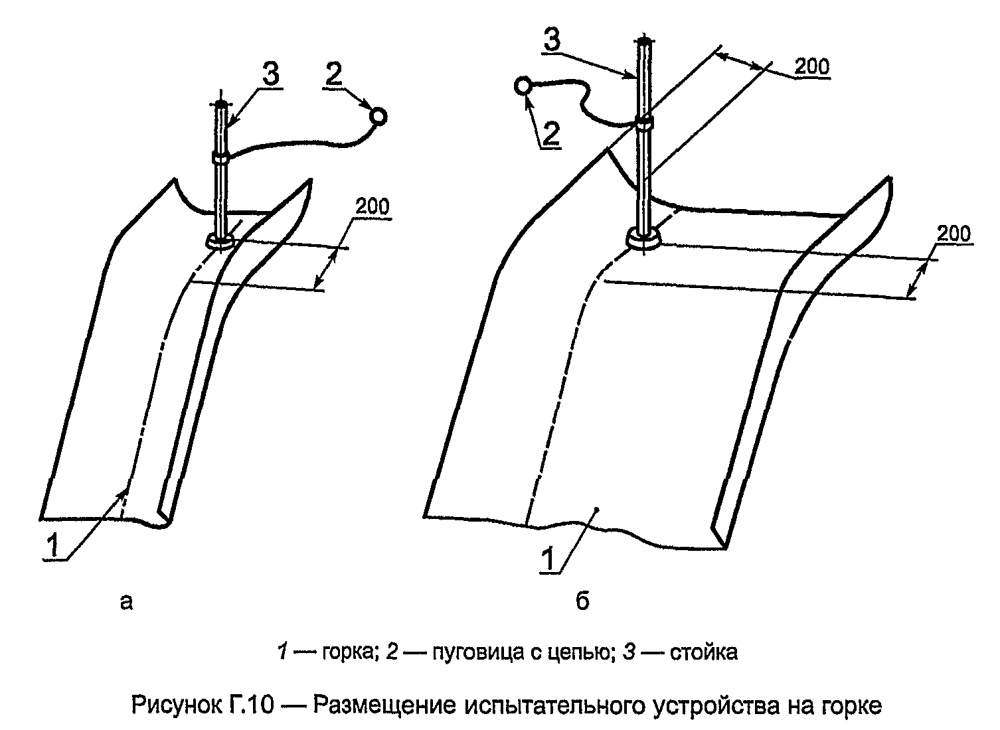 3
200
3
2
2
200
200
1
1
а
б
1 — горка; 2 — пуговица с цепью; 3 — стойка
Рисунок Г.10 — Размещение испытательного устройства на горке